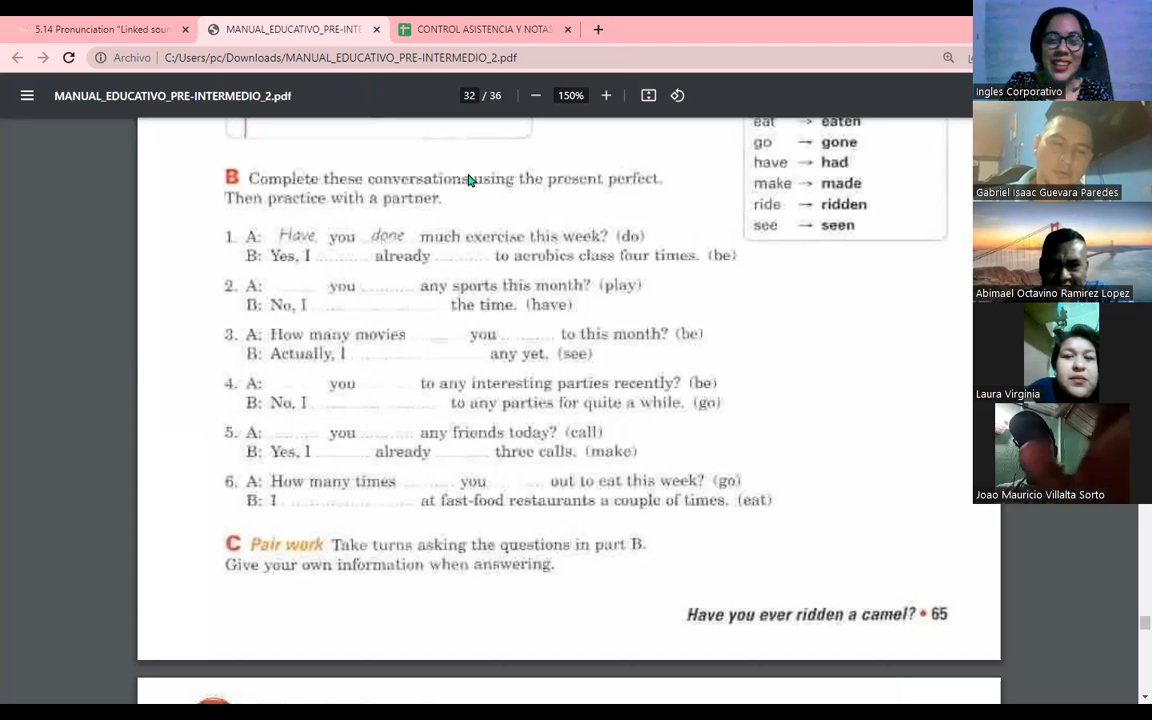 5.14 Pronunciation "Linked soun
MANUAL_EDUCATIVO_PRE-INTE
CONTROL ASISTENCIA Y NOTAS
Archivo
C:/Users/pc/Downloads/MANUAL_EDUCATIVO_PRE-INTERMEDIO_2.pdf
MANUAL_EDUCATIVO_PRE-INTERMEDIO_2.pdf
32 / 36
150%
eat → eaten
go → gone
have → had
make → made
ride → ridden
see → seen
B Complete these conversations using the present perfect.
Then practice with a partner.
1. A: Have you done much exercise this week? (do)
B: Yes, I ........ already ........ to aerobics class four times. (be)
2. A: ........ you ........ any sports this month? (play)
B: No, I ........ the time. (have)
3. A: How many movies ........ you ........ to this month? (be)
B: Actually, I ........ any yet. (see)
4. A: ........ you ........ to any interesting parties recently? (be)
B: No, I ........ to any parties for quite a while. (go)
5. A: ........ you ........ any friends today? (call)
B: Yes, I ........ already ........ three calls. (make)
6. A: How many times ........ you ........ out to eat this week? (go)
B: I ........ at fast-food restaurants a couple of times. (eat)
C Pair work Take turns asking the questions in part B.
Give your own information when answering.
Have you ever ridden a camel? • 65
Ingles Corporativo
Gabriel Isaac Guevara Paredes
Abimael Octavino Ramirez Lopez
Laura Virginia
Joao Mauricio Villalta Sorto